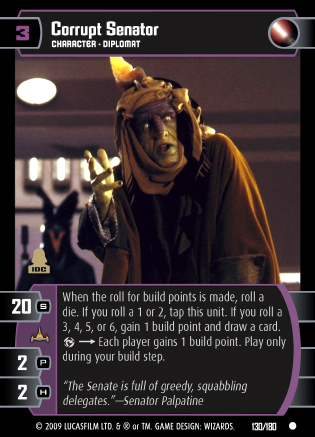 3
Corrupt Senator
CHARACTER · DIPLOMAT
IDC
20 S
2 P
2 H
When the roll for build points is made, roll a
die. If you roll a 1 or 2, tap this unit. If you roll a
3, 4, 5, or 6, gain 1 build point and draw a card.
→ Each player gains 1 build point. Play only
during your build step.
“The Senate is full of greedy, squabbling
delegates.”—Senator Palpatine
© 2009 LUCASFILM LTD. & ® or TM. GAME DESIGN: WIZARDS. 130/180